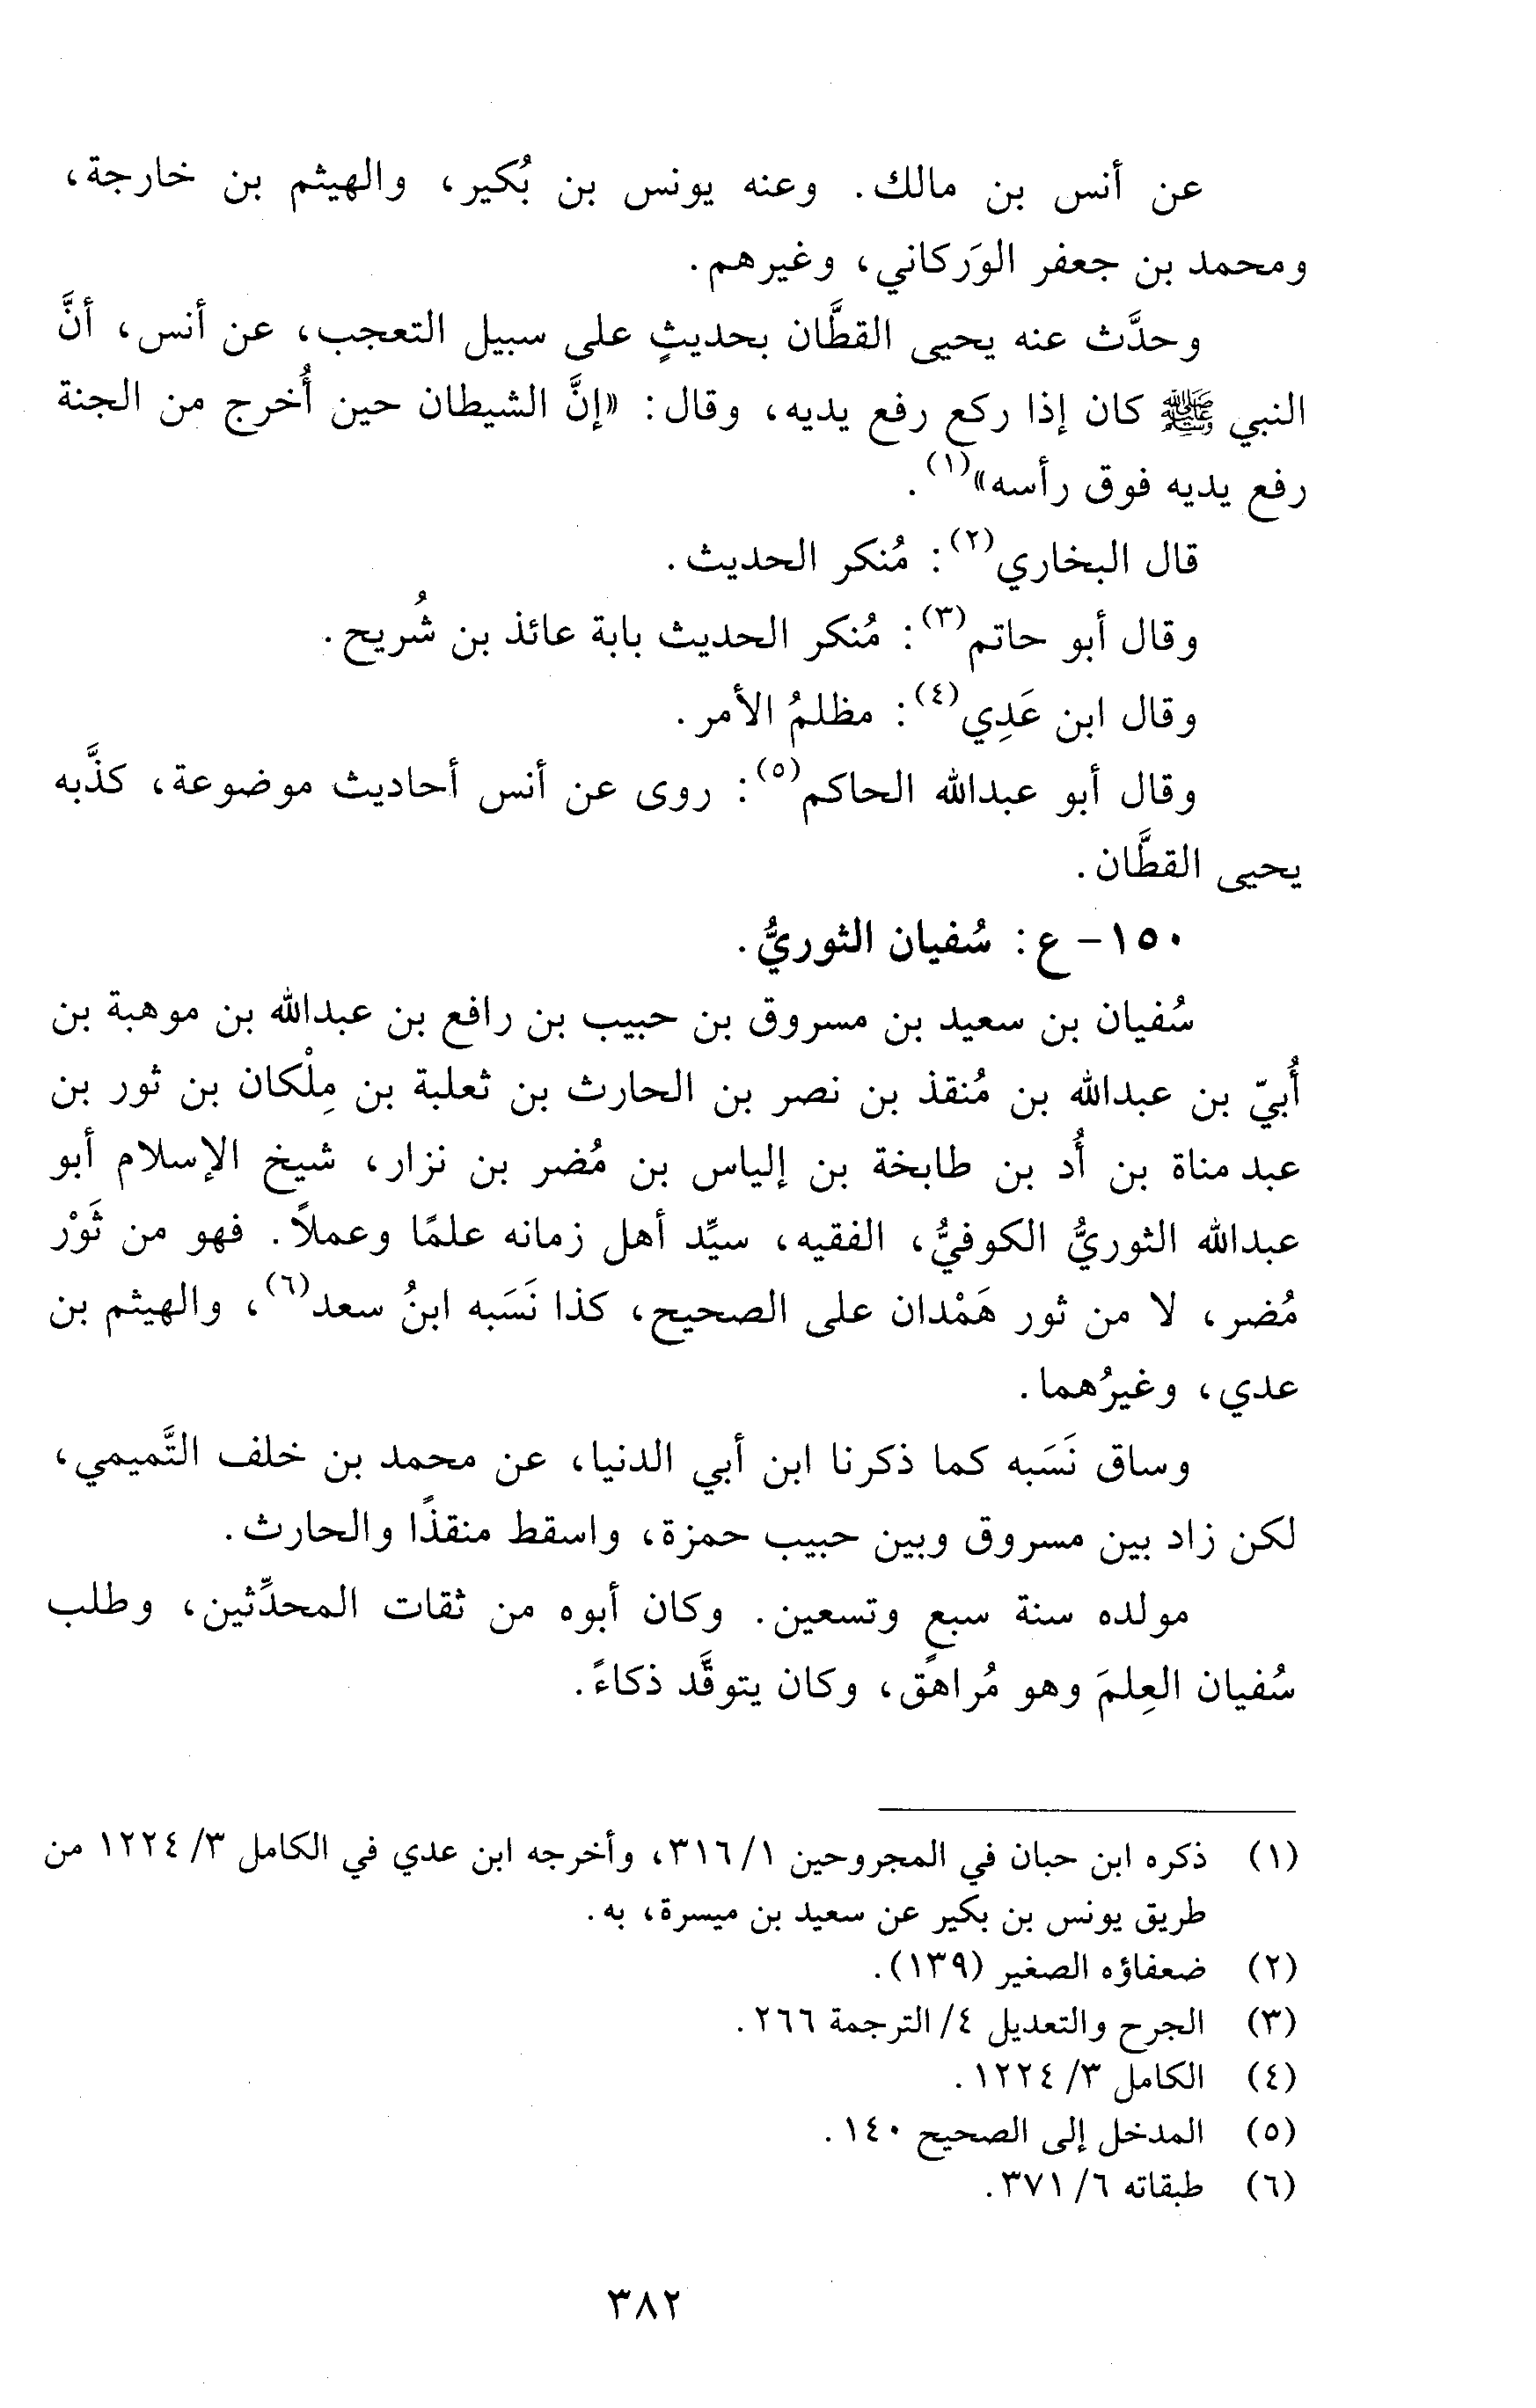 عن أنس بن مالك. وعنه يونس بن بُكير، والهيثم بن خارجة،
ومحمد بن جعفر الوَركاني، وغيرهم.
وحدَّث عنه يحيى القطَّان بحديثٍ على سبيل التعجب، عن أنس، أنَّ
النبي ﷺ كان إذا ركع رفع يديه، وقال: «إنَّ الشيطان حين أُخرج من الجنة
رفع يديه فوق رأسه»(١).
قال البخاري(٢): مُنكر الحديث.
وقال أبو حاتم(٣): مُنكر الحديث بابة عائذ بن شُريح.
وقال ابن عَدِي(٤): مظلمُ الأمر.
وقال أبو عبدالله الحاكم(٥): روى عن أنس أحاديث موضوعة، كذَّبه
يحيى القطَّان.
١٥٠- ع: سُفيان الثوريُّ.
سُفيان بن سعيد بن مسروق بن حبيب بن رافع بن عبدالله بن موهبة بن
أُبيّ بن عبدالله بن مُنقذ بن نصر بن الحارث بن ثعلبة بن مِلْكان بن ثور بن
عبد مناة بن أُد بن طابخة بن إلياس بن مُضر بن نزار، شيخ الإسلام أبو
عبدالله الثوريُّ الكوفيُّ، الفقيه، سيِّد أهل زمانه علمًا وعملاً. فهو من ثَوْر
مُضر، لا من ثور هَمْدان على الصحيح، كذا نَسَبه ابنُ سعد(٦)، والهيثم بن
عدي، وغيرُهما.
وساق نَسَبه كما ذكرنا ابن أبي الدنيا، عن محمد بن خلف التَّميمي،
لكن زاد بين مسروق وبين حبيب حمزة، واسقط منقذًا والحارث.
مولده سنة سبعٍ وتسعين. وكان أبوه من ثقات المحدِّثين، وطلب
سُفيان العِلمَ وهو مُراهق، وكان يتوقَّد ذكاءً.
(١) ذكره ابن حبان في المجروحين ١/ ٣١٦، وأخرجه ابن عدي في الكامل ٣/ ١٢٢٤ من
طريق يونس بن بكير عن سعيد بن ميسرة، به.
(٢) ضعفاؤه الصغير (١٣٩).
(٣) الجرح والتعديل ٤/ الترجمة ٢٦٦.
(٤) الكامل ٣/ ١٢٢٤.
(٥) المدخل إلى الصحيح ١٤٠.
(٦) طبقاته ٦/ ٣٧١.
٣٨٢